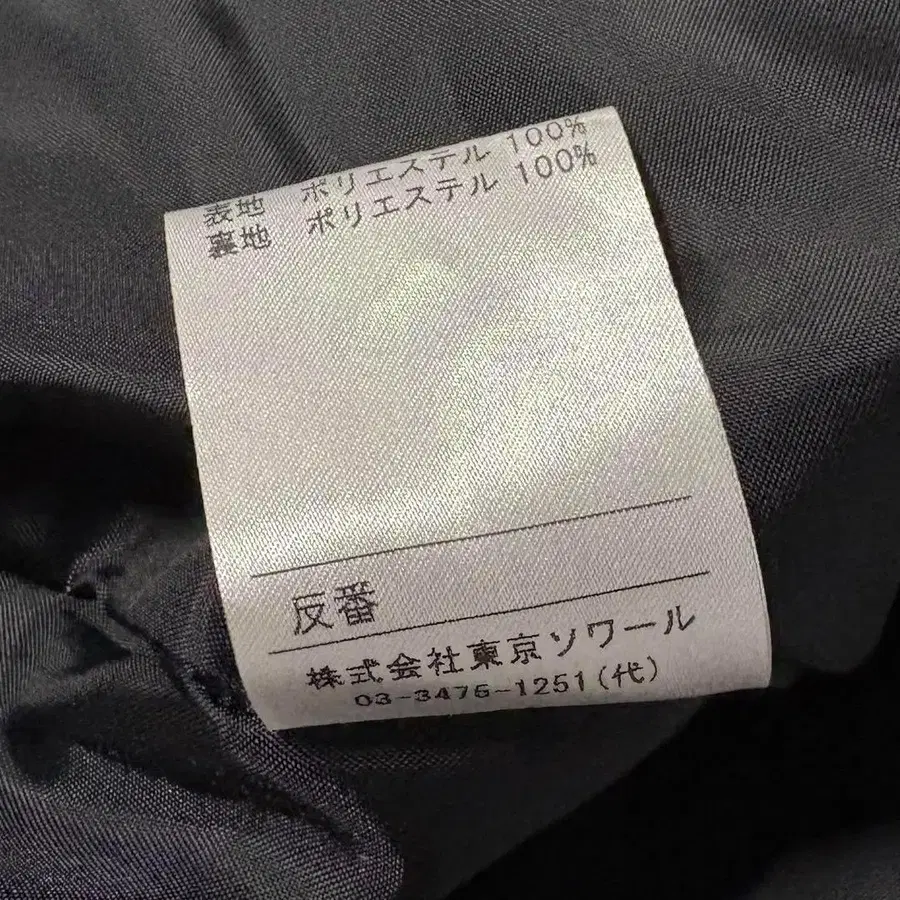 表地 ポリエステル 100%
裏地 ポリエステル 100%
反番
株式会社東京ソワール
03-3475-1251(代)